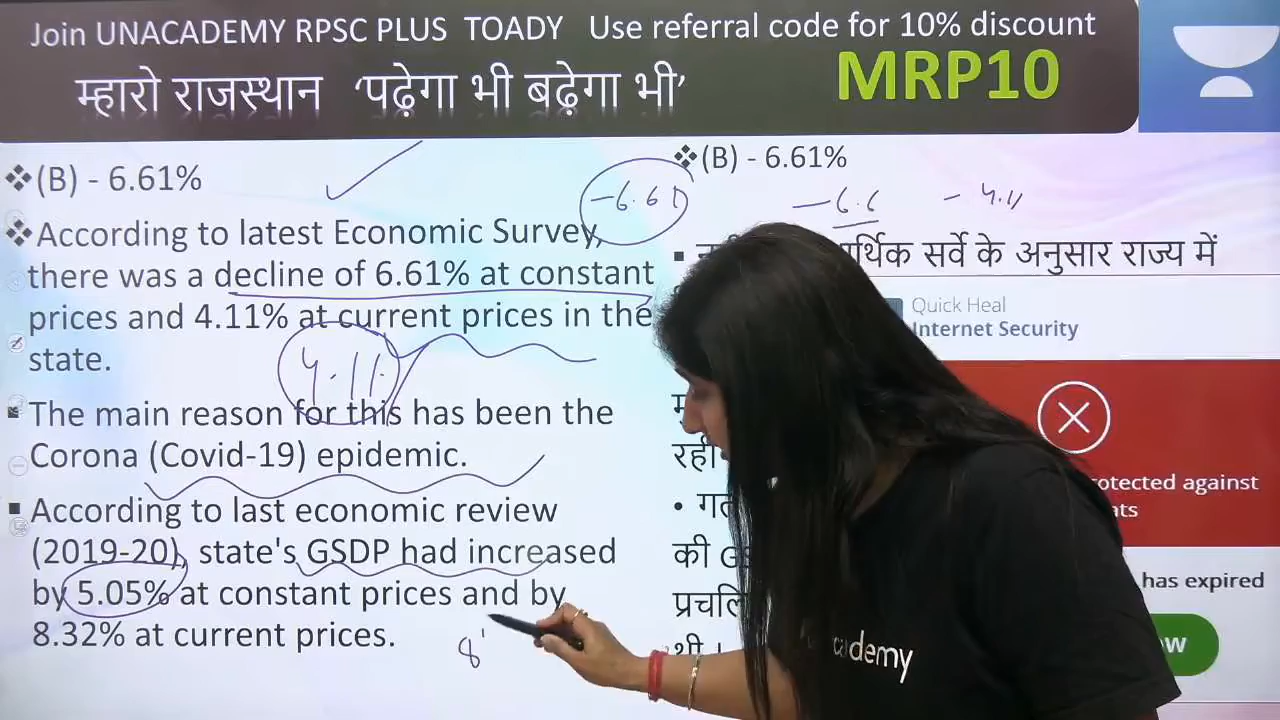 Join UNACADEMY RPSC PLUS TOADY Use referral code for 10% discount
म्हारो राजस्थान 'पढ़ेगा भी बढ़ेगा भी'
MRP10
❖(B) - 6.61%
❖According to latest Economic Survey,
there was a decline of 6.61% at constant
prices and 4.11% at current prices in the
state.
▪ The main reason for this has been the
Corona (Covid-19) epidemic.
▪ According to last economic review
(2019-20), state's GSDP had increased
by 5.05% at constant prices and by
8.32% at current prices.
-6.61
4.11%
8
❖(B) - 6.61%
-6.6 - 4.11
सर्वे के अनुसार राज्य में
रही
की
Quick Heal
Internet Security
has expired
demy